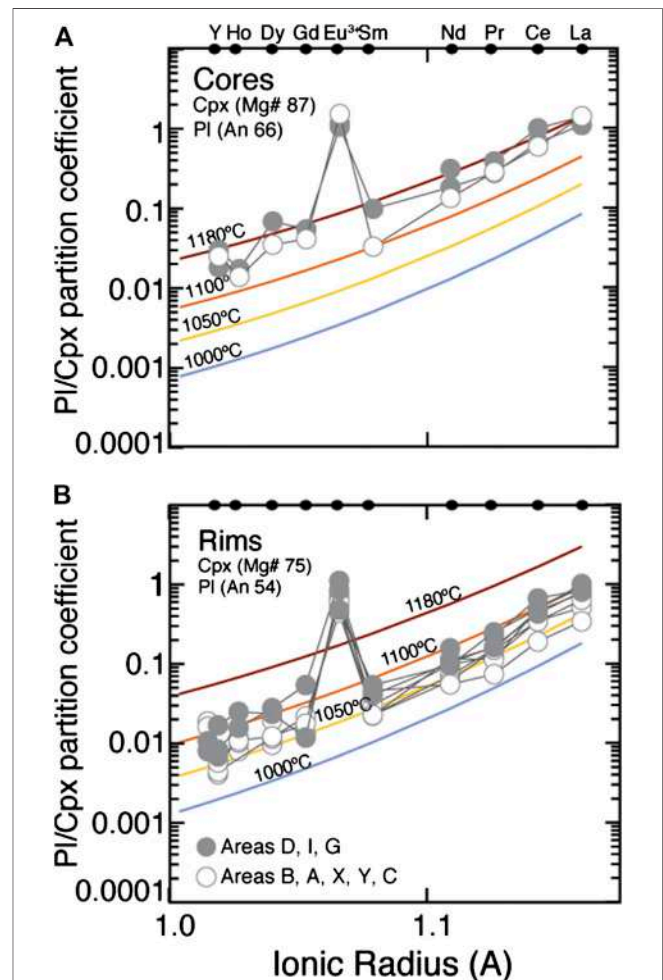 A
Y Ho Dy Gd Eu³⁺ Sm Nd Pr Ce La
Cores
Cpx (Mg# 87)
Pl (An 66)
Pl/Cpx partition coefficient
1
0.1
0.01
0.001
0.0001
1180ºC
1100º
1050ºC
1000ºC
B
Rims
Cpx (Mg# 75)
Pl (An 54)
Pl/Cpx partition coefficient
1
0.1
0.01
0.001
0.0001
1180ºC
1100ºC
1050ºC
1000ºC
Areas D, I, G
Areas B, A, X, Y, C
1.0 1.1
Ionic Radius (A)